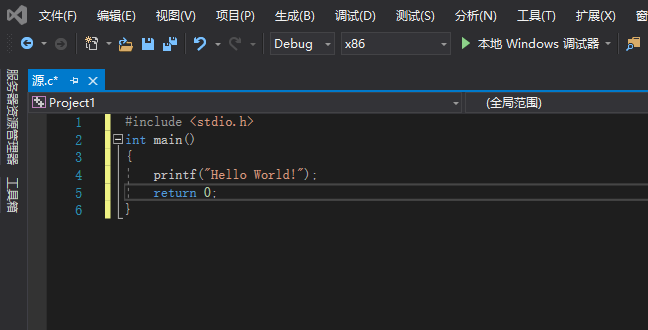 文件(F) 编辑(E) 视图(V) 项目(P) 生成(B) 调试(D) 测试(S) 分析(N) 工具(T) 扩展(X) 窗
Debug x86 本地 Windows 调试器
服务器资源管理器
工具箱
源.c*
Project1 (全局范围)
1 #include <stdio.h>
2 int main()
3 {
4 printf("Hello World!");
5 return 0;
6 }